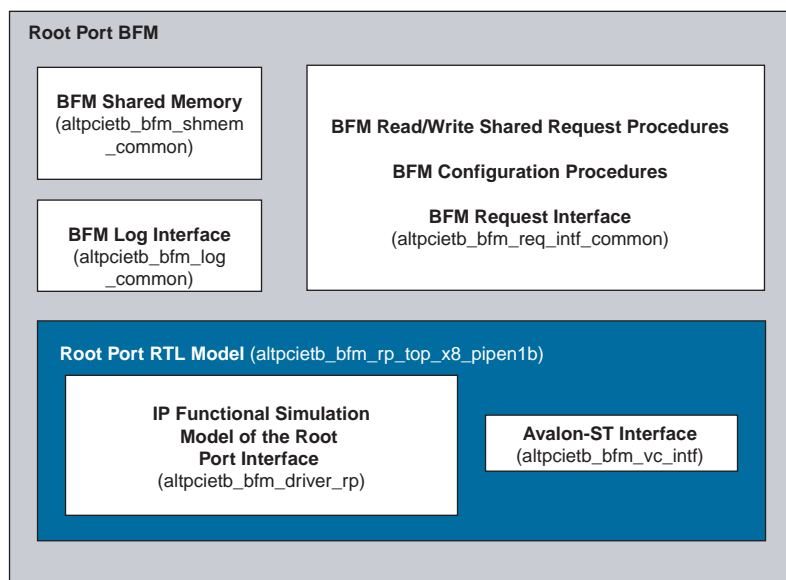 Root Port BFM
BFM Shared Memory
(altpcietb_bfm_shmem
_common)
BFM Log Interface
(altpcietb_bfm_log
_common)
BFM Read/Write Shared Request Procedures
BFM Configuration Procedures
BFM Request Interface
(altpcietb_bfm_req_intf_common)
Root Port RTL Model (altpcietb_bfm_rp_top_x8_pipen1b)
IP Functional Simulation
Model of the Root
Port Interface
(altpcietb_bfm_driver_rp)
Avalon-ST Interface
(altpcietb_bfm_vc_intf)